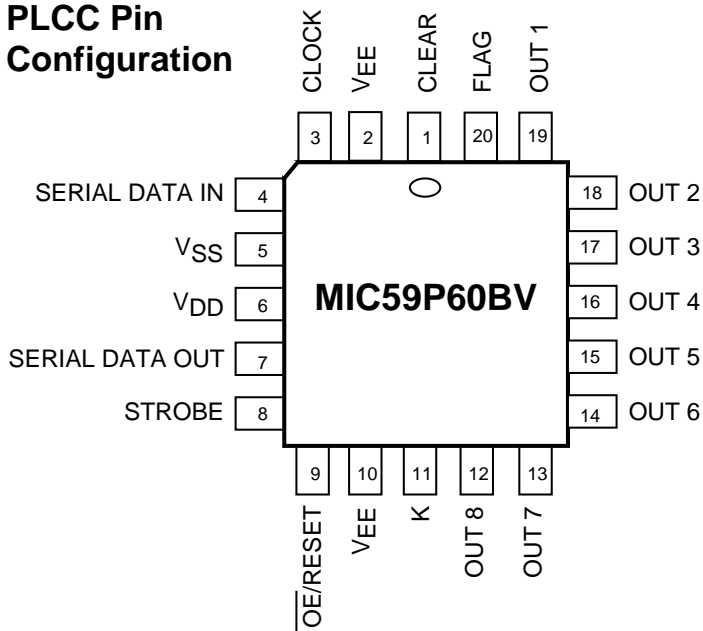 PLCC Pin
Configuration
CLOCK
VEE
CLEAR
FLAG
OUT 1
3
2
1
20
19
SERIAL DATA IN 4
18 OUT 2
VSS 5
17 OUT 3
VDD 6
MIC59P60BV
16 OUT 4
SERIAL DATA OUT 7
15 OUT 5
STROBE 8
14 OUT 6
9
10
11
12
13
OE/RESET
VEE
K
OUT 8
OUT 7